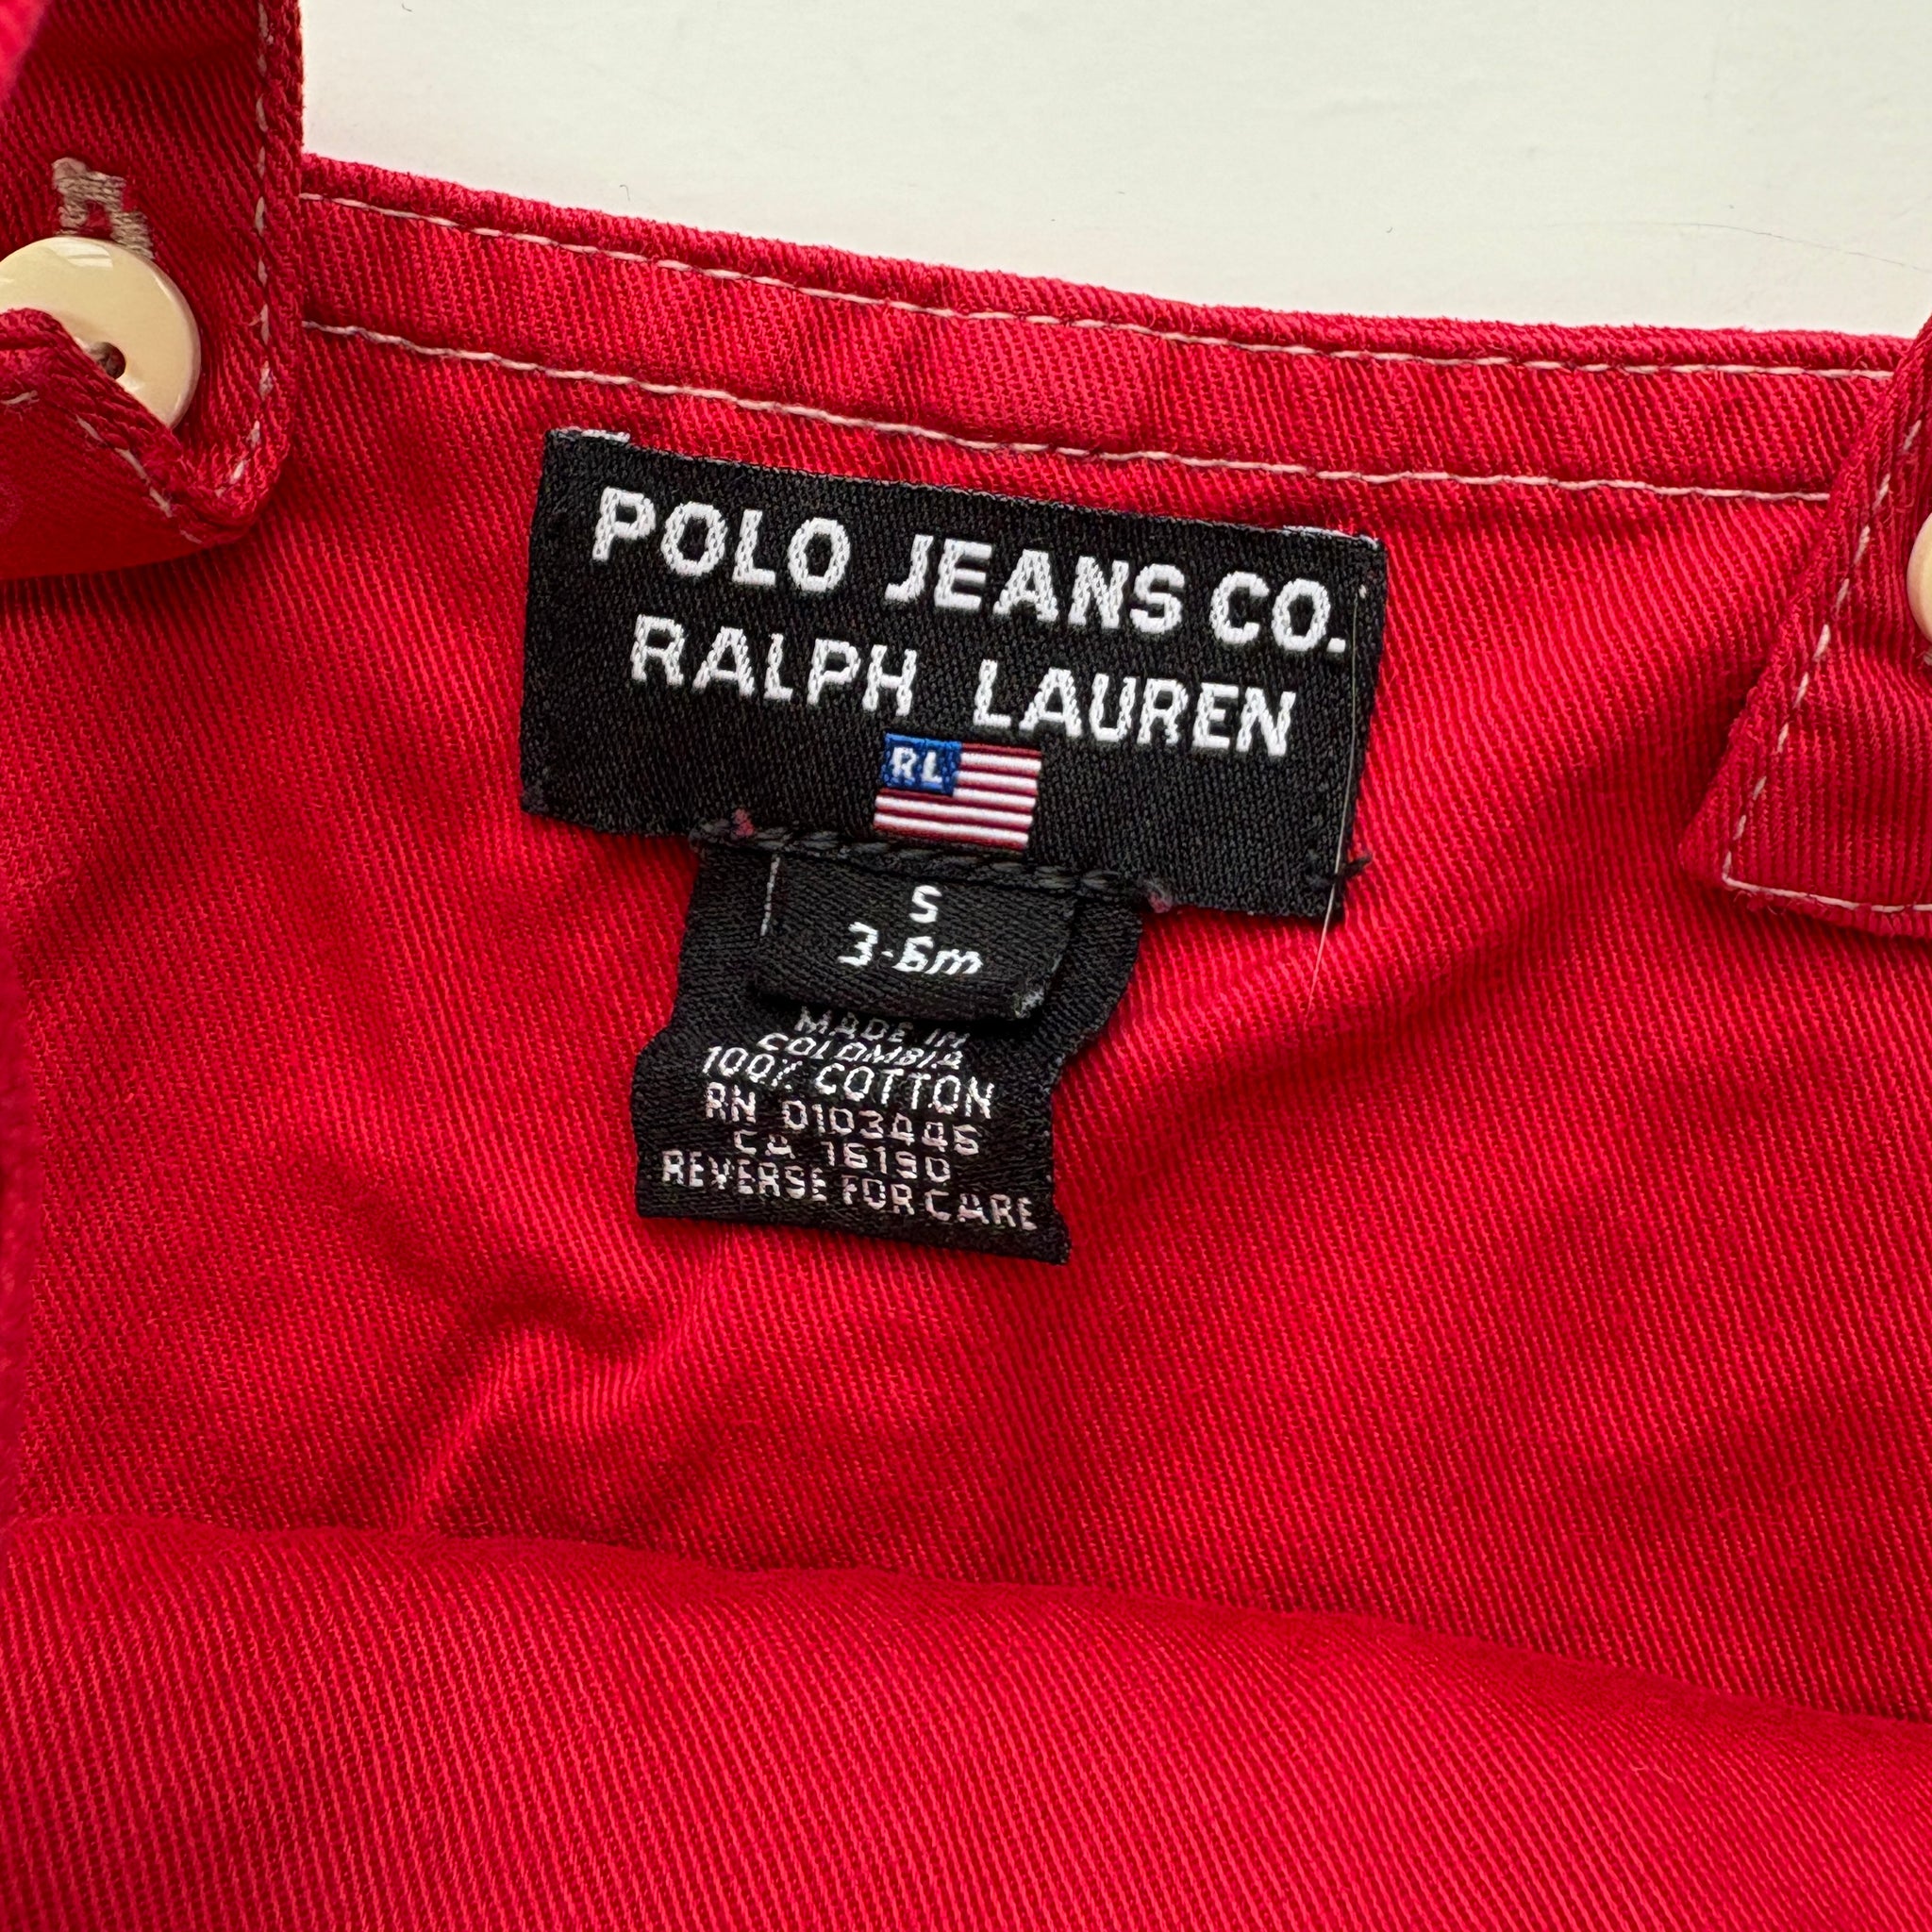 POLO JEANS CO.
RALPH LAUREN
RL
S
3-6m
MADE IN
COLOMBIA
100% COTTON
RN 0103446
CA 16190
REVERSE FOR CARE